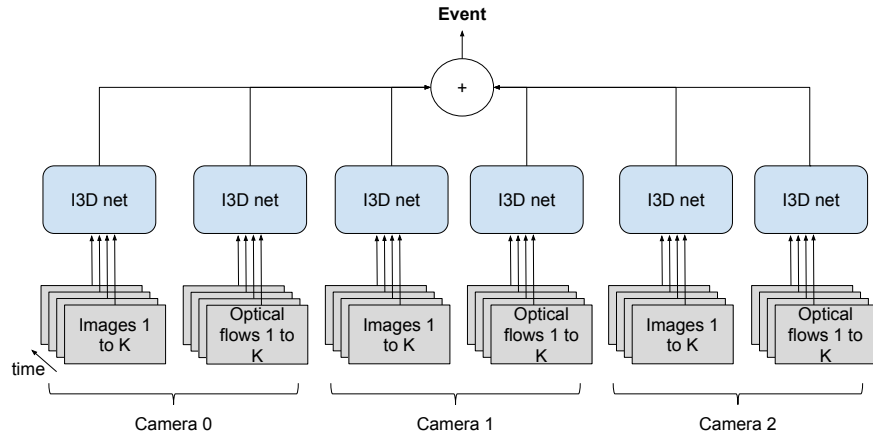 Event
+
I3D net
I3D net
I3D net
I3D net
I3D net
I3D net
Images 1
to K
Optical
flows 1 to
K
Images 1
to K
Optical
flows 1 to
K
Images 1
to K
Optical
flows 1 to
K
time
Camera 0
Camera 1
Camera 2